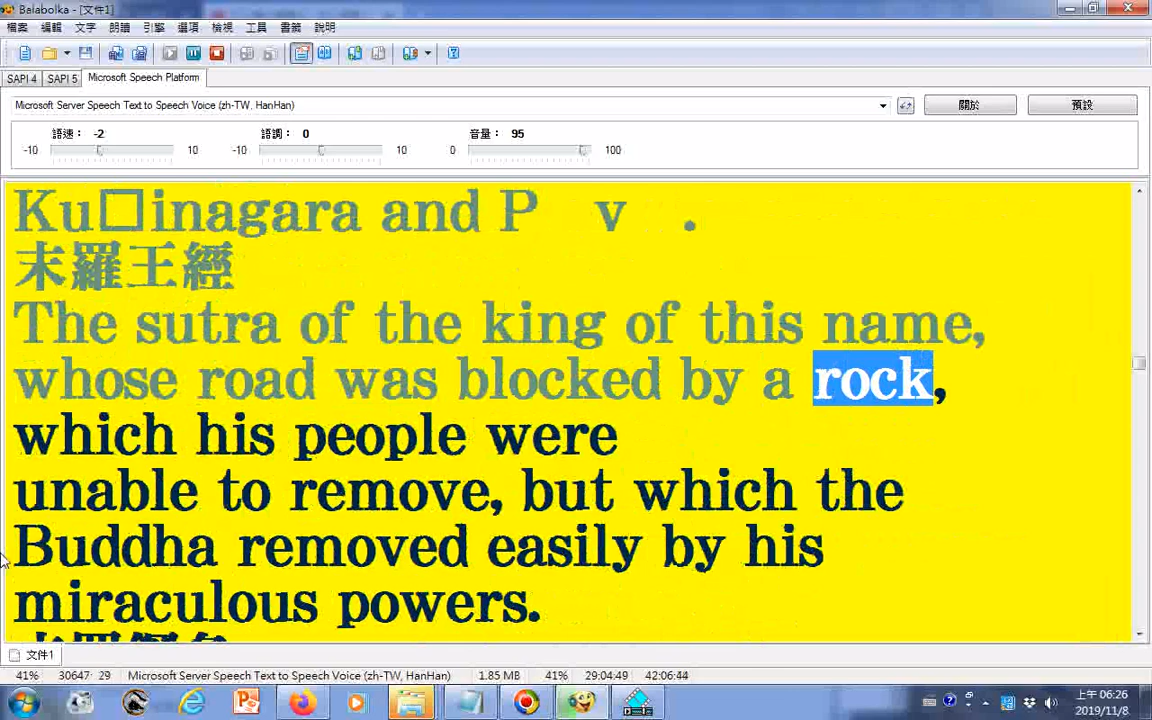 Balabolka - [文件1]
檔案 編輯 文字 朗讀 引擎 選項 檢視 工具 書籤 說明
SAPI 4 SAPI 5 Microsoft Speech Platform
Microsoft Server Speech Text to Speech Voice (zh-TW, HanHan) 關於 預設
語速： -2 語調： 0 音量： 95
-10 10 -10 10 0 100
Ku□inagara and P v .
末羅王經
The sutra of the king of this name,
whose road was blocked by a rock,
which his people were
unable to remove, but which the
Buddha removed easily by his
miraculous powers.
文件1
41% 30647: 29 Microsoft Server Speech Text to Speech Voice (zh-TW, HanHan) 1.85 MB 41% 29:04:49 42:06:44
上午 06:26
2019/11/8